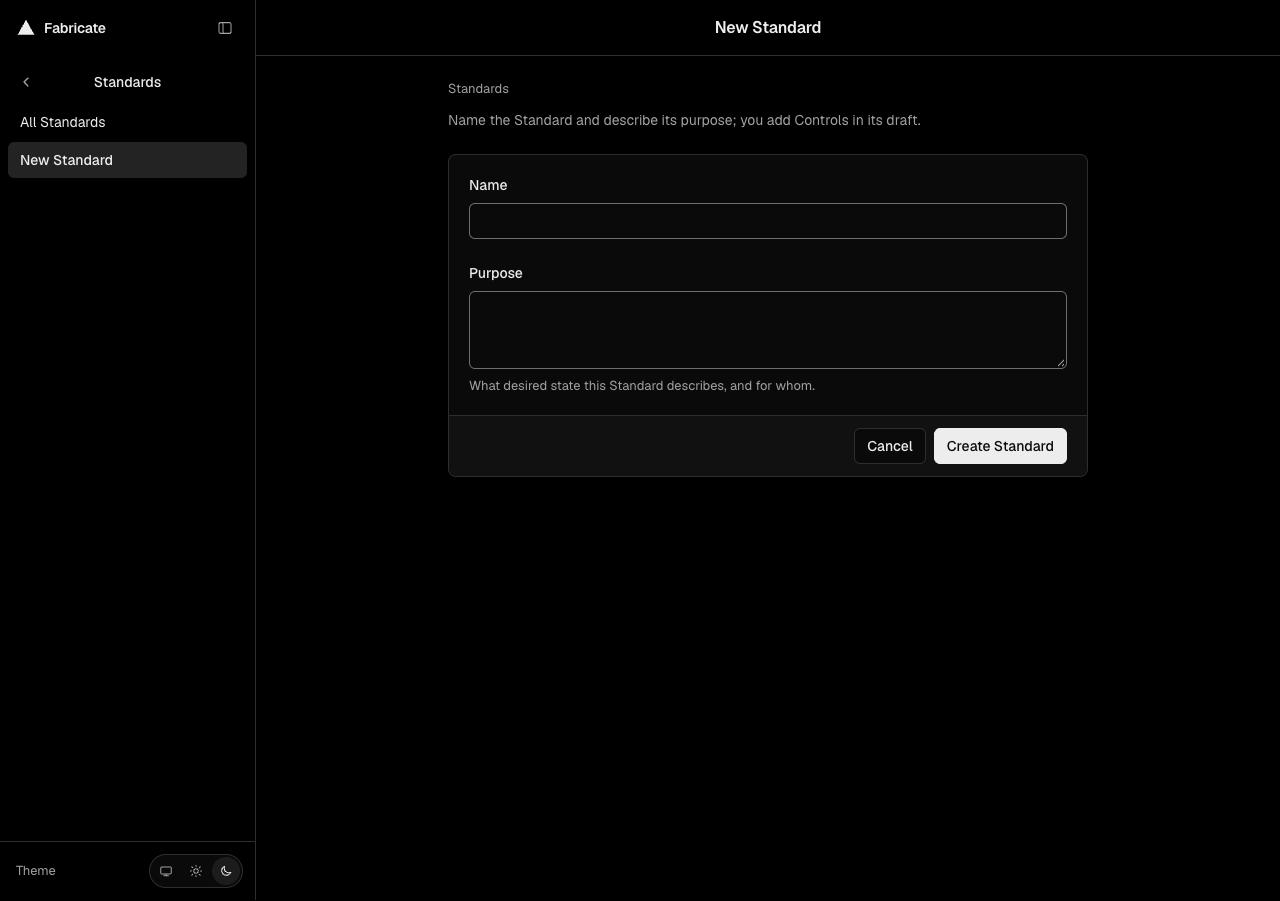 Fabricate
New Standard
Standards
All Standards
New Standard
Standards
Name the Standard and describe its purpose; you add Controls in its draft.
Name
Purpose
What desired state this Standard describes, and for whom.
Cancel
Create Standard
Theme